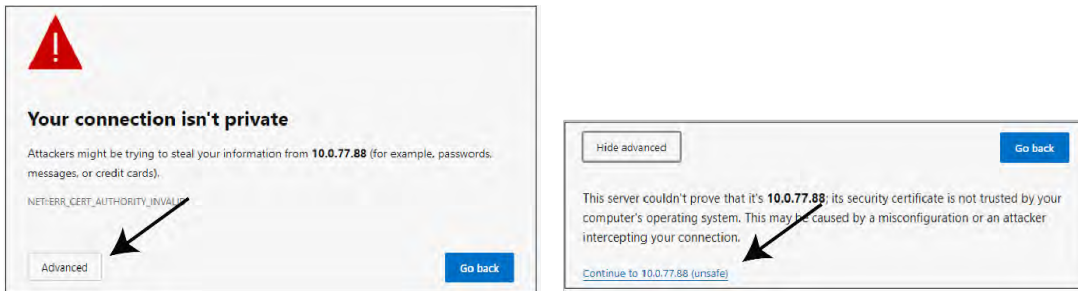 Your connection isn't private
Attackers might be trying to steal your information from 10.0.77.88 (for example, passwords,
messages, or credit cards).
NET::ERR_CERT_AUTHORITY_INVALID
Advanced
Go back
Hide advanced
Go back
This server couldn't prove that it's 10.0.77.88; its security certificate is not trusted by your
computer's operating system. This may be caused by a misconfiguration or an attacker
intercepting your connection.
Continue to 10.0.77.88 (unsafe)